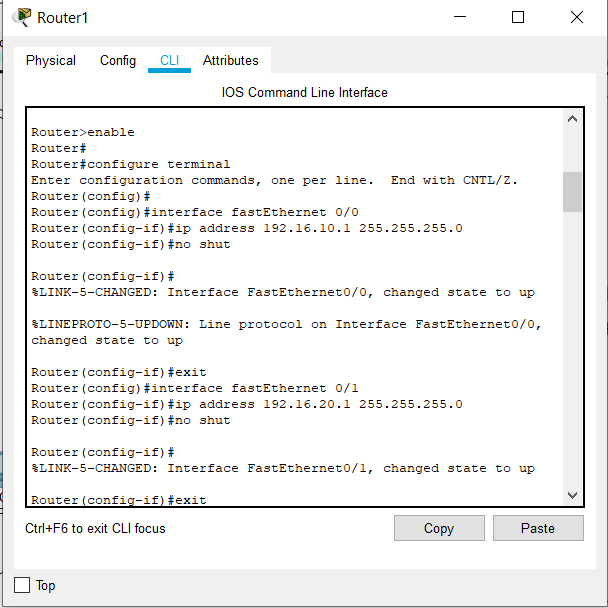 Router1
Physical Config CLI Attributes
IOS Command Line Interface
Router>enable
Router#
Router#configure terminal
Enter configuration commands, one per line.  End with CNTL/Z.
Router(config)#
Router(config)#interface fastEthernet 0/0
Router(config-if)#ip address 192.16.10.1 255.255.255.0
Router(config-if)#no shut
Router(config-if)#
%LINK-5-CHANGED: Interface FastEthernet0/0, changed state to up
%LINEPROTO-5-UPDOWN: Line protocol on Interface FastEthernet0/0,
changed state to up
Router(config-if)#exit
Router(config)#interface fastEthernet 0/1
Router(config-if)#ip address 192.16.20.1 255.255.255.0
Router(config-if)#no shut
Router(config-if)#
%LINK-5-CHANGED: Interface FastEthernet0/1, changed state to up
Router(config-if)#exit
Ctrl+F6 to exit CLI focus
Copy
Paste
Top